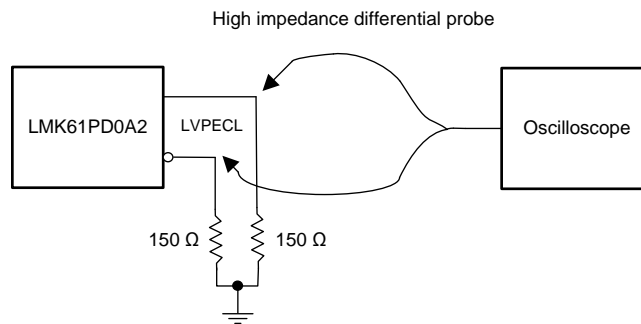 High impedance differential probe
LMK61PD0A2
LVPECL
Oscilloscope
150 Ω
150 Ω